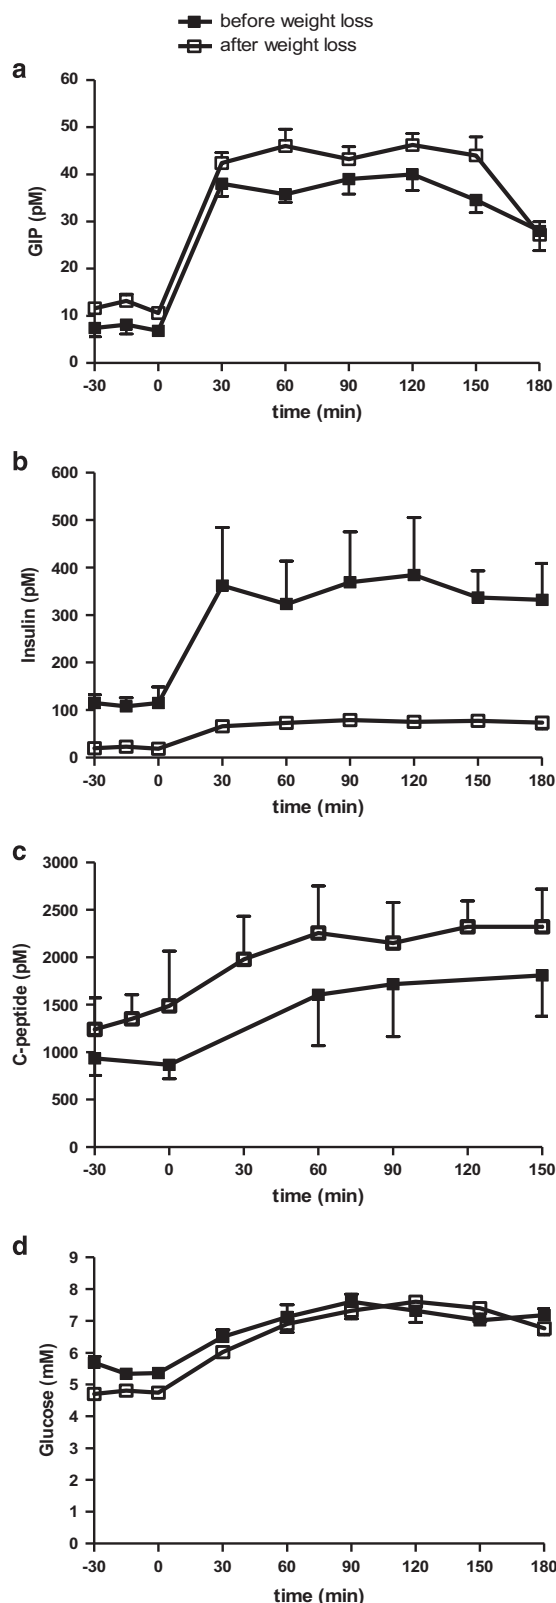 before weight loss
after weight loss
a
60
50
40
30
20
10
0
GIP (pM)
-30 0 30 60 90 120 150 180
time (min)
b
600
500
400
300
200
100
0
Insulin (pM)
-30 0 30 60 90 120 150 180
time (min)
c
3000
2500
2000
1500
1000
500
0
C-peptide (pM)
-30 0 30 60 90 120 150
time (min)
d
9
8
7
6
5
4
3
2
1
0
Glucose (mM)
-30 0 30 60 90 120 150 180
time (min)